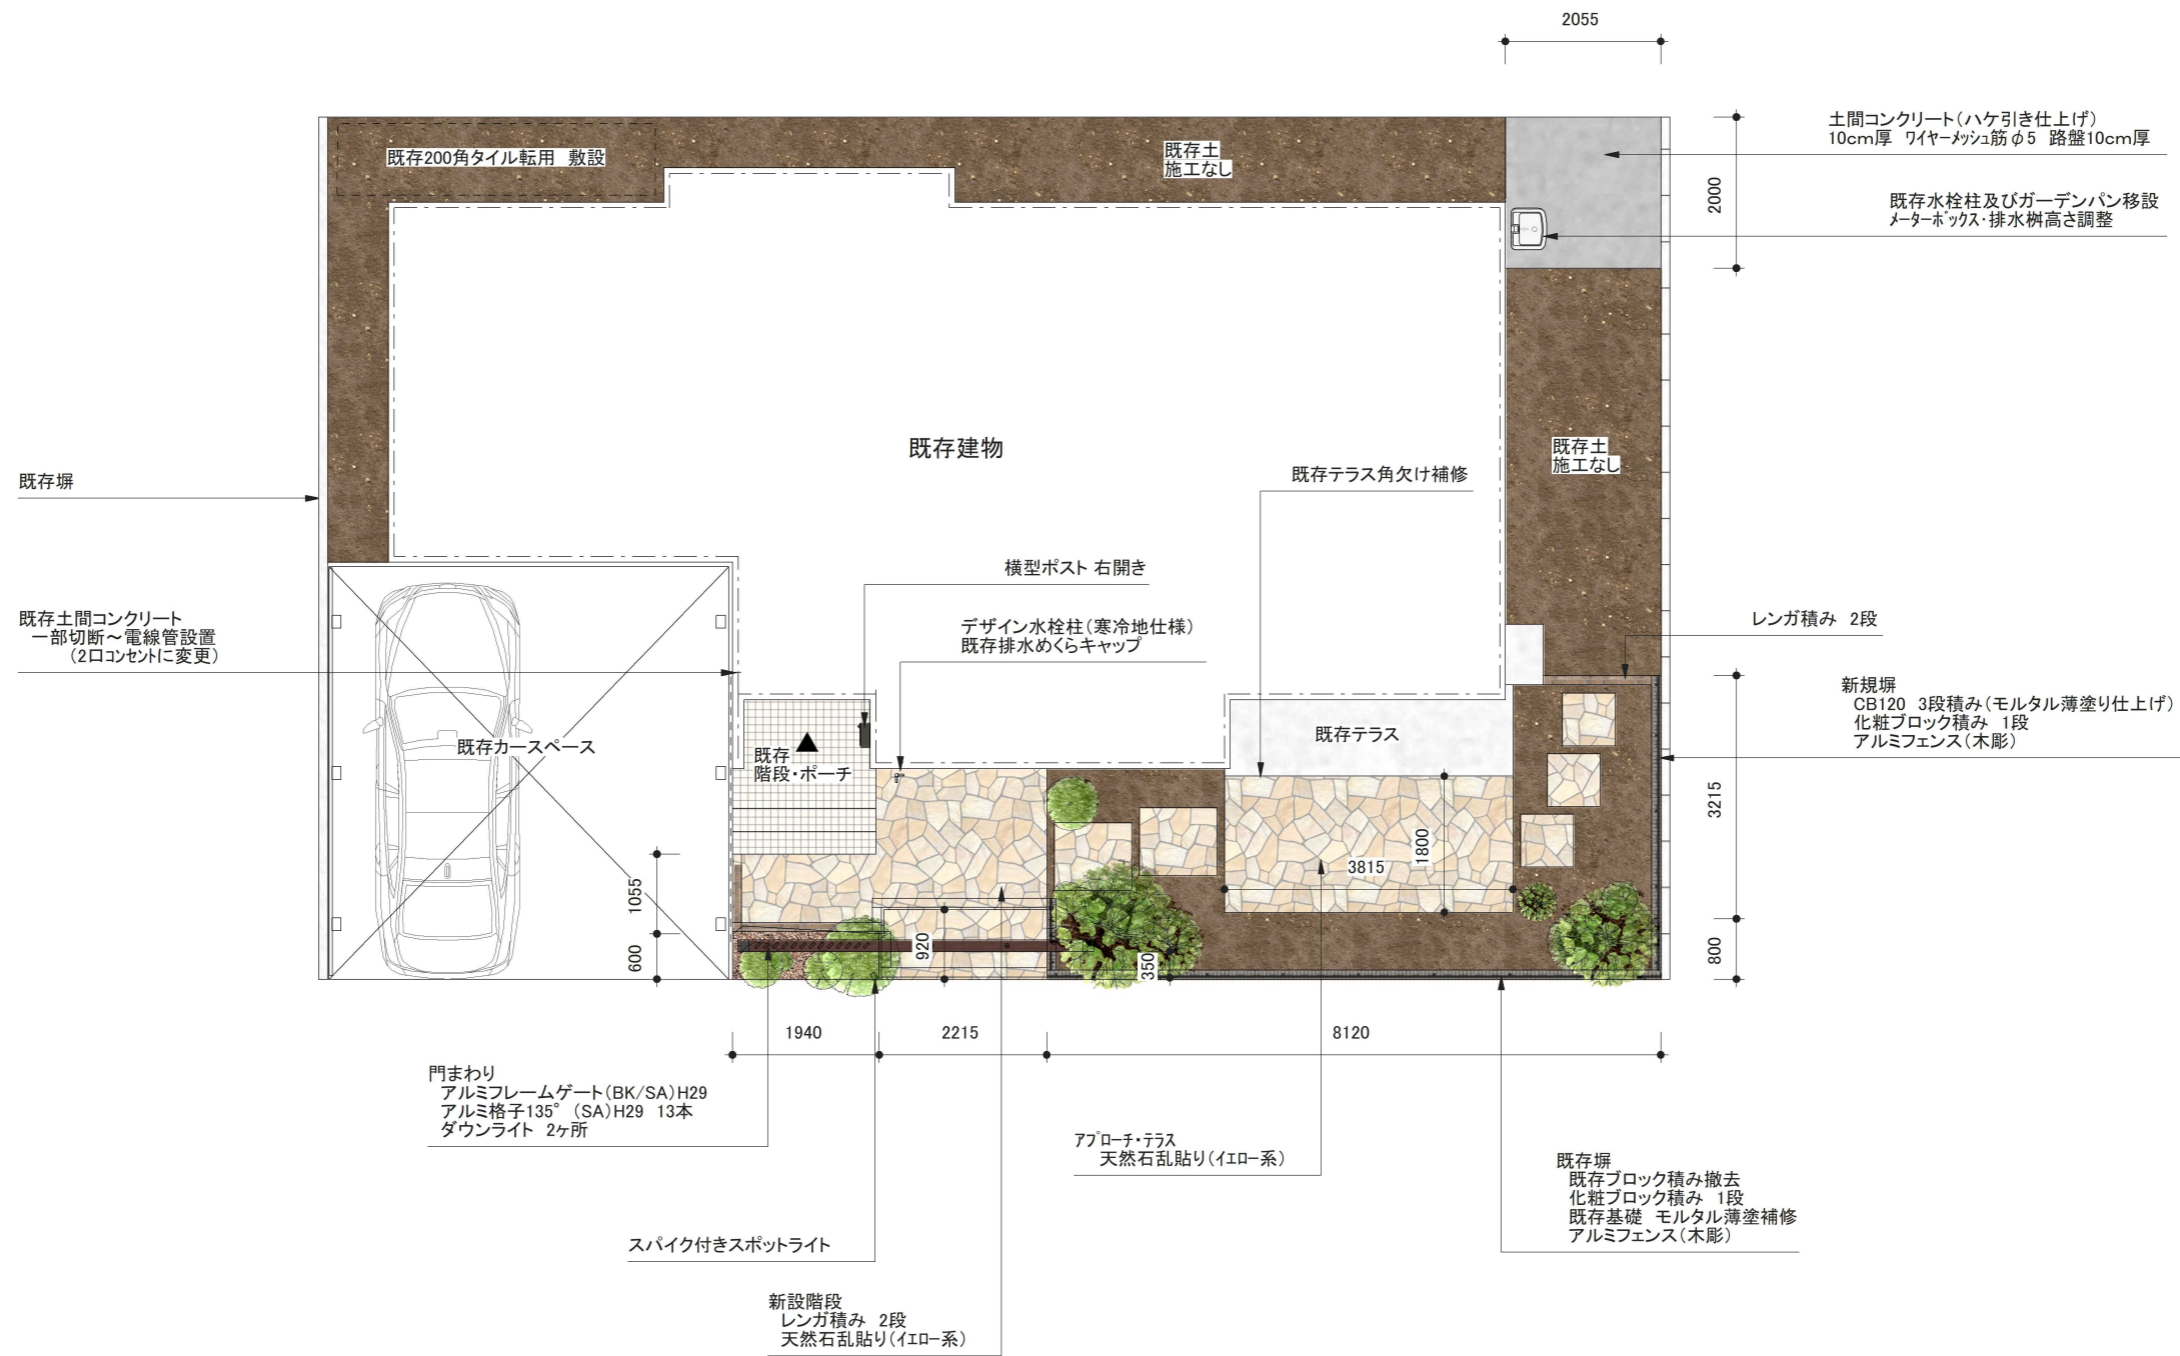 2055
土間コンクリート（ハケ引き仕上げ）
10cm厚 ワイヤーメッシュ筋φ5 路盤10cm厚
2000
既存水栓柱及びガーデンパン移設
メーターボックス・排水桝高さ調整
既存200角タイル転用 敷設
既存土
施工なし
既存建物
既存土
施工なし
既存テラス角欠け補修
既存塀
横型ポスト 右開き
デザイン水栓柱（寒冷地仕様）
既存排水めくらキャップ
既存土間コンクリート
一部切断～電線管設置
（2口コンセントに変更）
レンガ積み 2段
新規塀
CB120 3段積み（モルタル薄塗り仕上げ）
化粧ブロック積み 1段
アルミフェンス（木彫）
既存カースペース
既存
階段・ポーチ
既存テラス
3215
1800
3815
1055
600
920
350
800
1940
2215
8120
門まわり
アルミフレームゲート（BK/SA）H29
アルミ格子135°（SA）H29 13本
ダウンライト 2ヶ所
アプローチ・テラス
天然石乱貼り（イエロー系）
既存塀
既存ブロック積み撤去
化粧ブロック積み 1段
既存基礎 モルタル薄塗補修
アルミフェンス（木彫）
スパイク付きスポットライト
新設階段
レンガ積み 2段
天然石乱貼り（イエロー系）